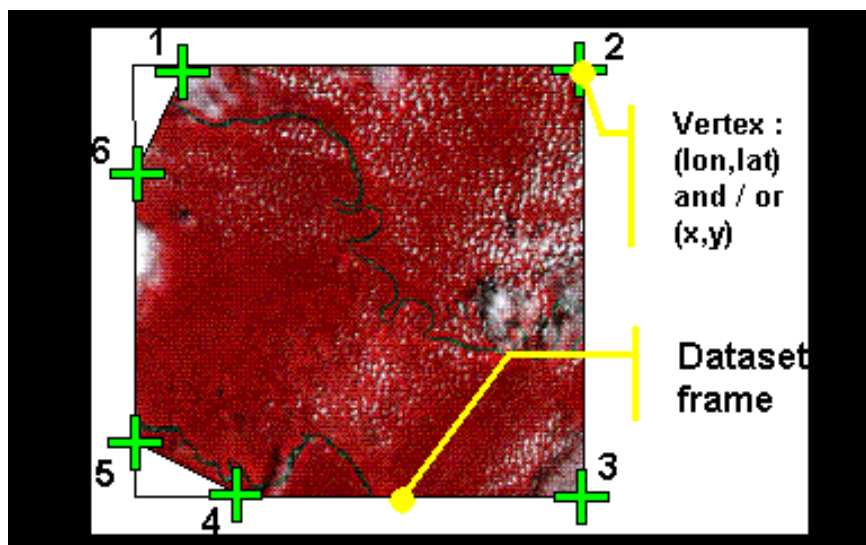 1
2
Vertex :
(lon,lat)
and / or
(x,y)
6
Dataset
frame
5
3
4